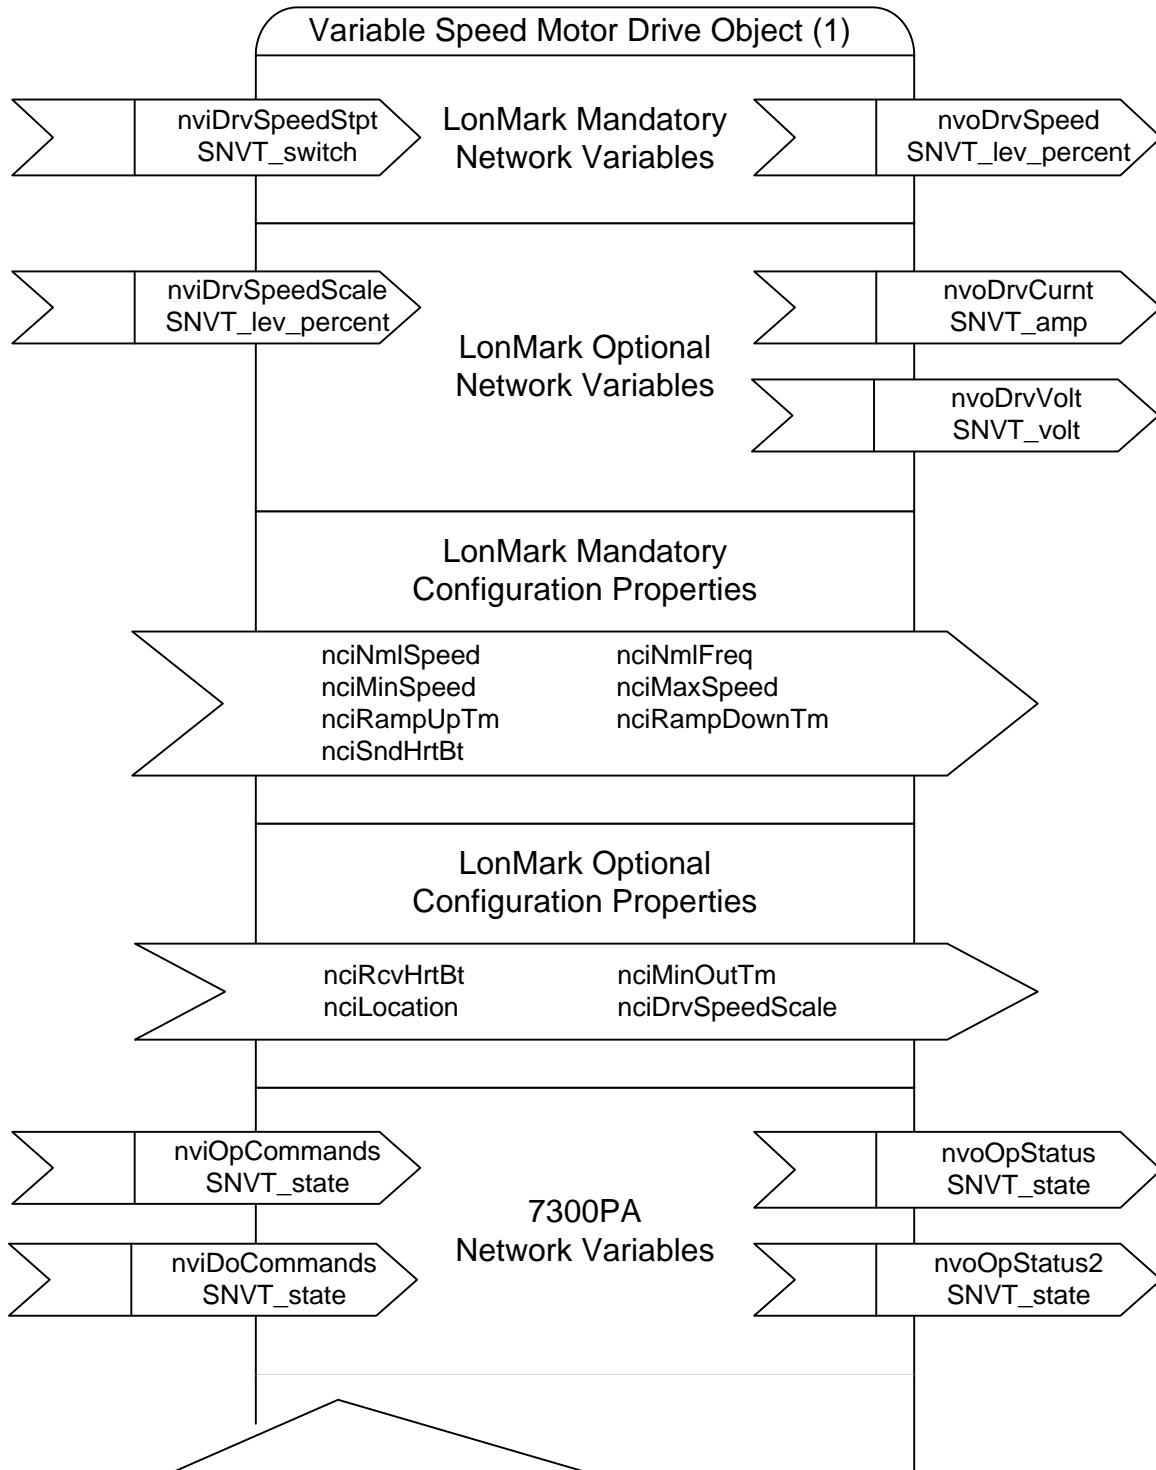 Variable Speed Motor Drive Object (1)
nviDrvSpeedStpt
SNVT_switch
LonMark Mandatory
Network Variables
nvoDrvSpeed
SNVT_lev_percent
nviDrvSpeedScale
SNVT_lev_percent
LonMark Optional
Network Variables
nvoDrvCurnt
SNVT_amp
nvoDrvVolt
SNVT_volt
LonMark Mandatory
Configuration Properties
nciNmlSpeed nciNmlFreq
nciMinSpeed nciMaxSpeed
nciRampUpTm nciRampDownTm
nciSndHrtBt
LonMark Optional
Configuration Properties
nciRcvHrtBt nciMinOutTm
nciLocation nciDrvSpeedScale
nviOpCommands
SNVT_state
nviDoCommands
SNVT_state
7300PA
Network Variables
nvoOpStatus
SNVT_state
nvoOpStatus2
SNVT_state